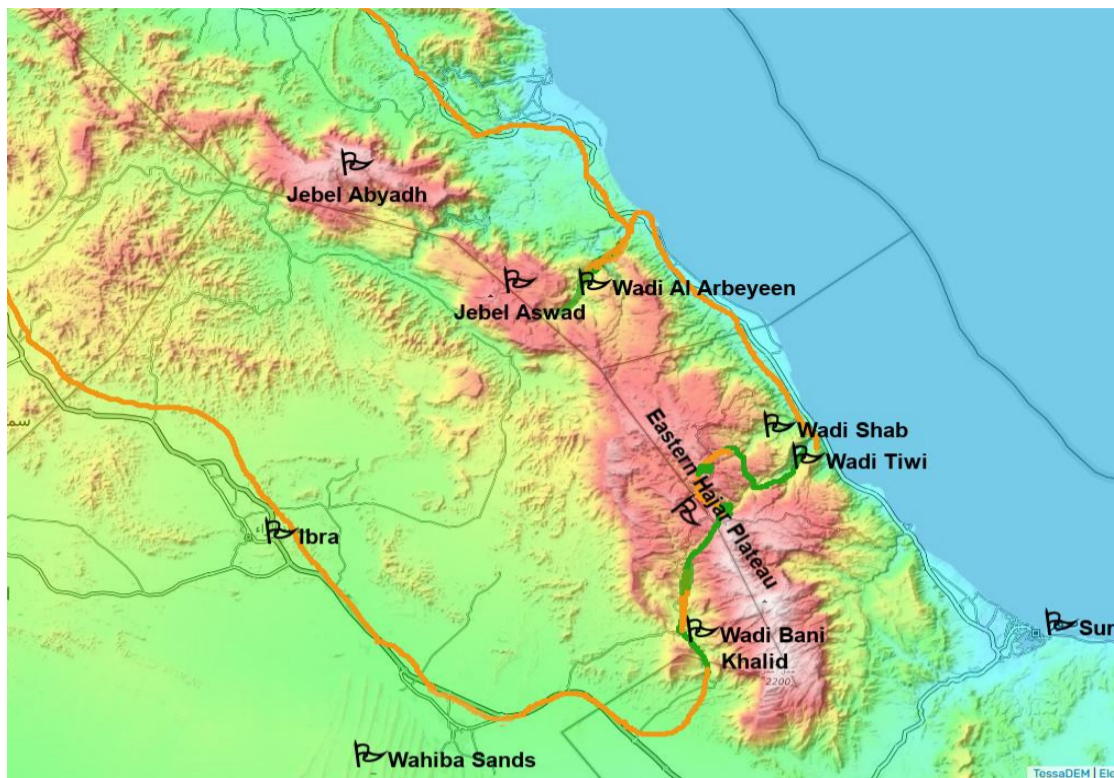 Jebel Abyadh
Jebel Aswad
Wadi Al Arbeyeen
Wadi Shab
Wadi Tiwi
Eastern Hajar Plateau
Ibra
Wadi Bani
Khalid
2200
Sur
Wahiba Sands
TessaDEM | Ele